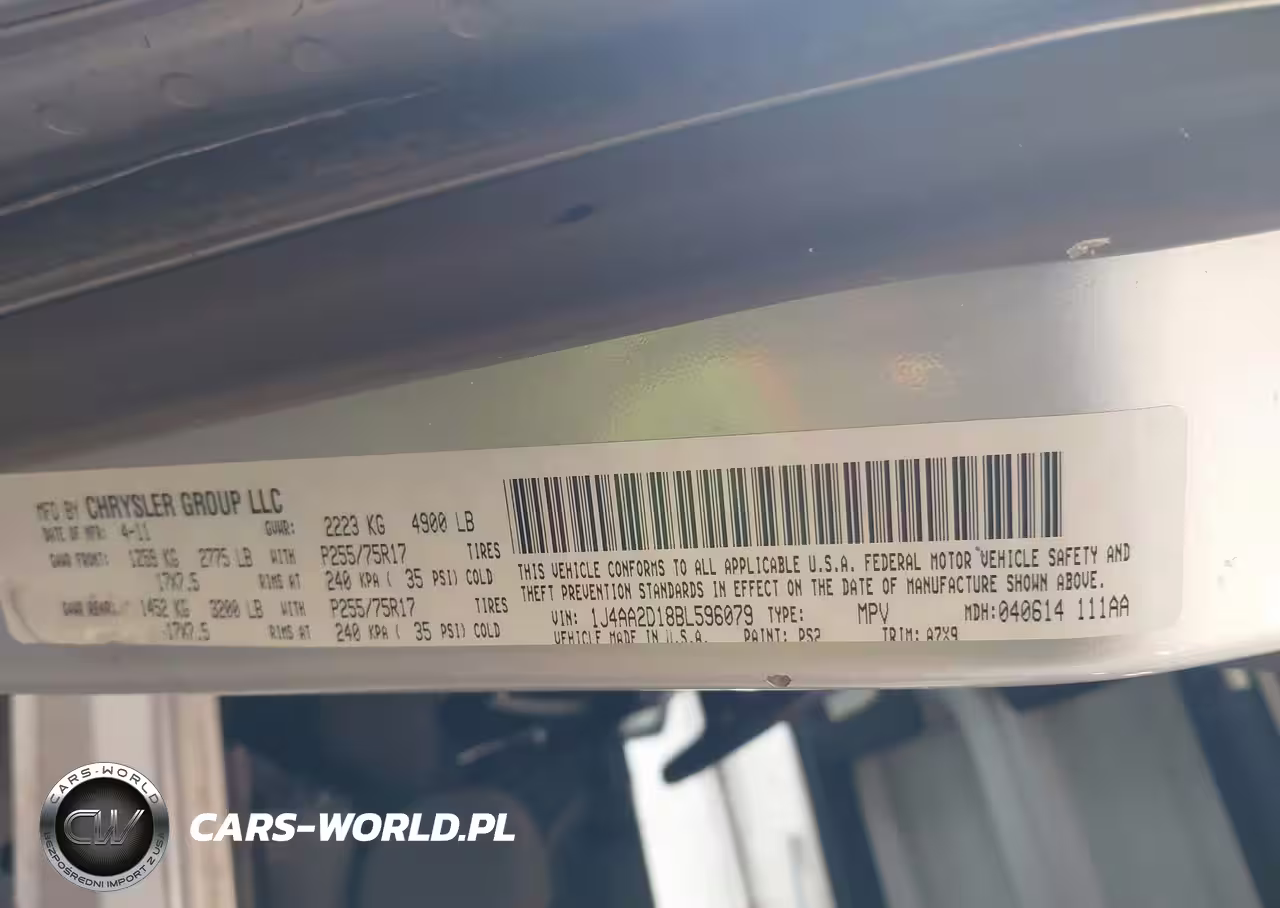 MFD BY CHRYSLER GROUP LLC
DATE OF MFR: 4-11 GVWR: 2223 KG 4900 LB
GAWR FRONT: 1259 KG 2775 LB WITH P255/75R17 TIRES
17X7.5 RIMS AT 240 KPA ( 35 PSI) COLD
GAWR REAR: 1452 KG 3200 LB WITH P255/75R17 TIRES
17X7.5 RIMS AT 240 KPA ( 35 PSI) COLD
THIS VEHICLE CONFORMS TO ALL APPLICABLE U.S.A. FEDERAL MOTOR VEHICLE SAFETY AND
THEFT PREVENTION STANDARDS IN EFFECT ON THE DATE OF MANUFACTURE SHOWN ABOVE.
VIN: 1J4AA2D18BL596079 TYPE: MPV MDH: 040614 111AA
VEHICLE MADE IN U.S.A. PAINT: PS2 TRIM: A7X9
CARS-WORLD
CW
BEZPOŚREDNI IMPORT Z USA
CARS-WORLD.PL